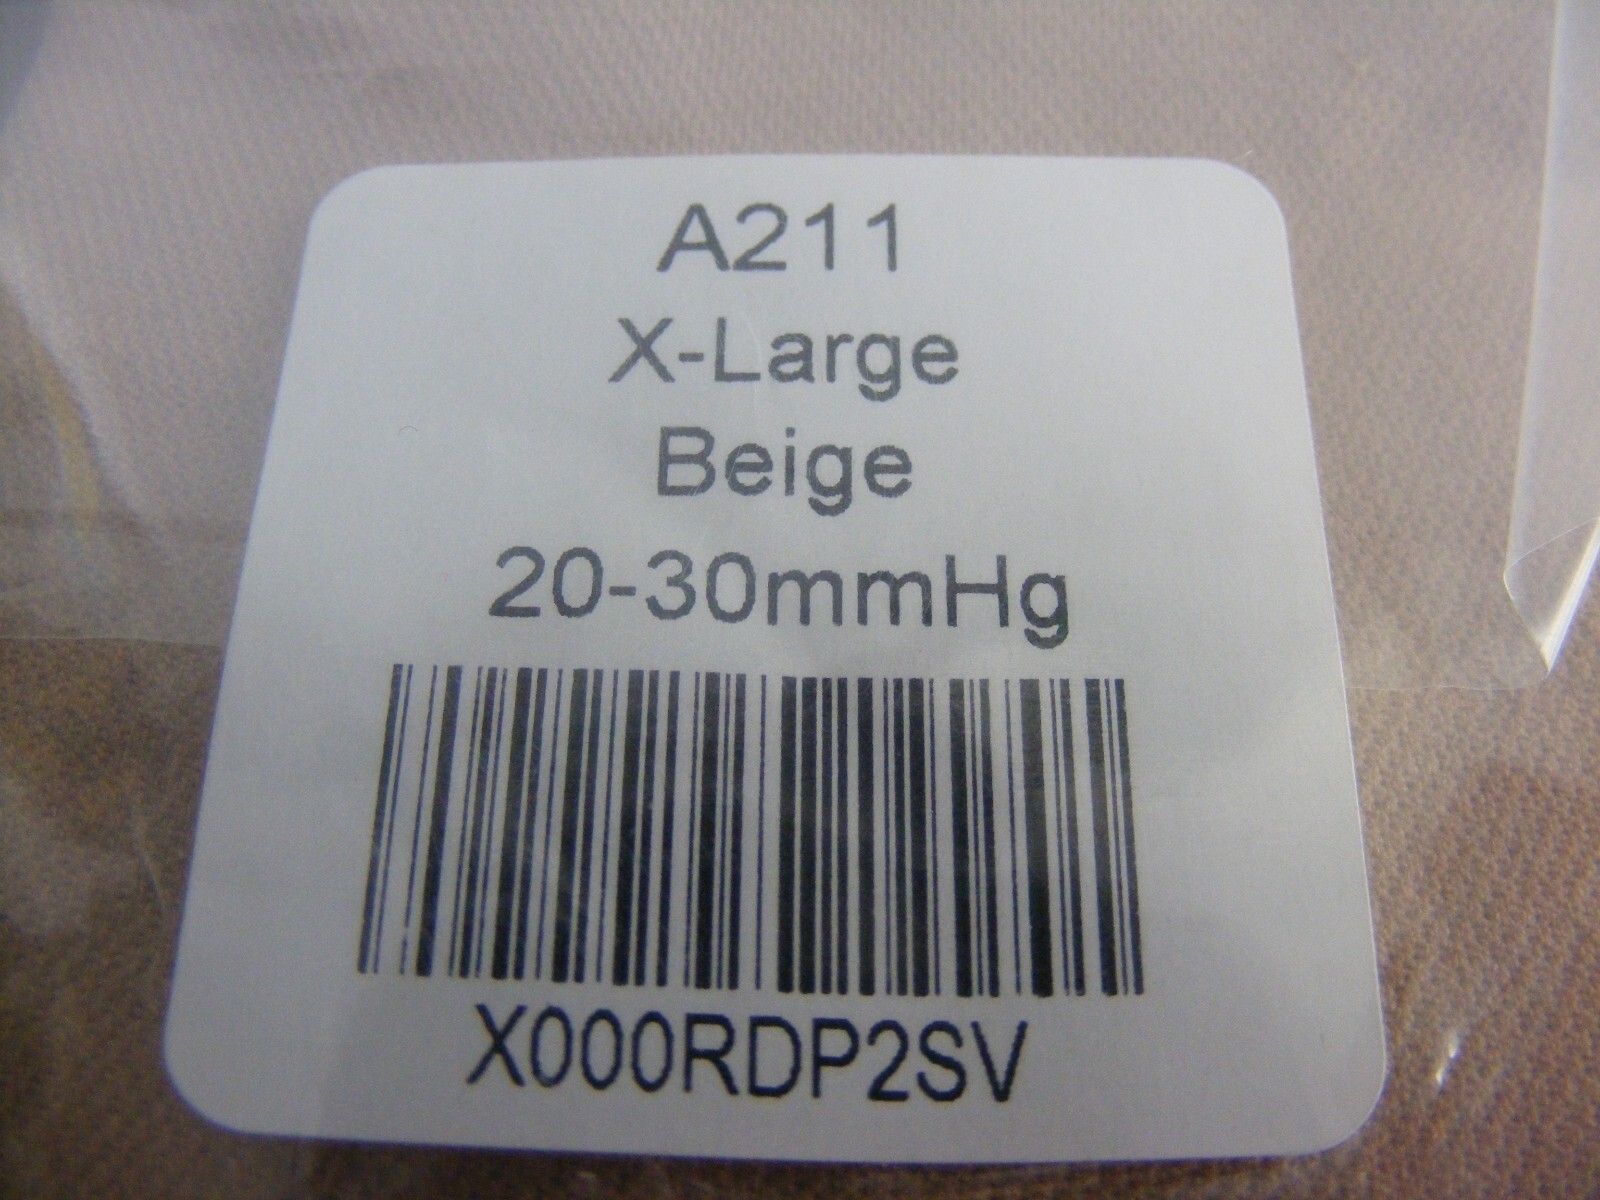 A211
X-Large
Beige
20-30mmHg
X000RDP2SV